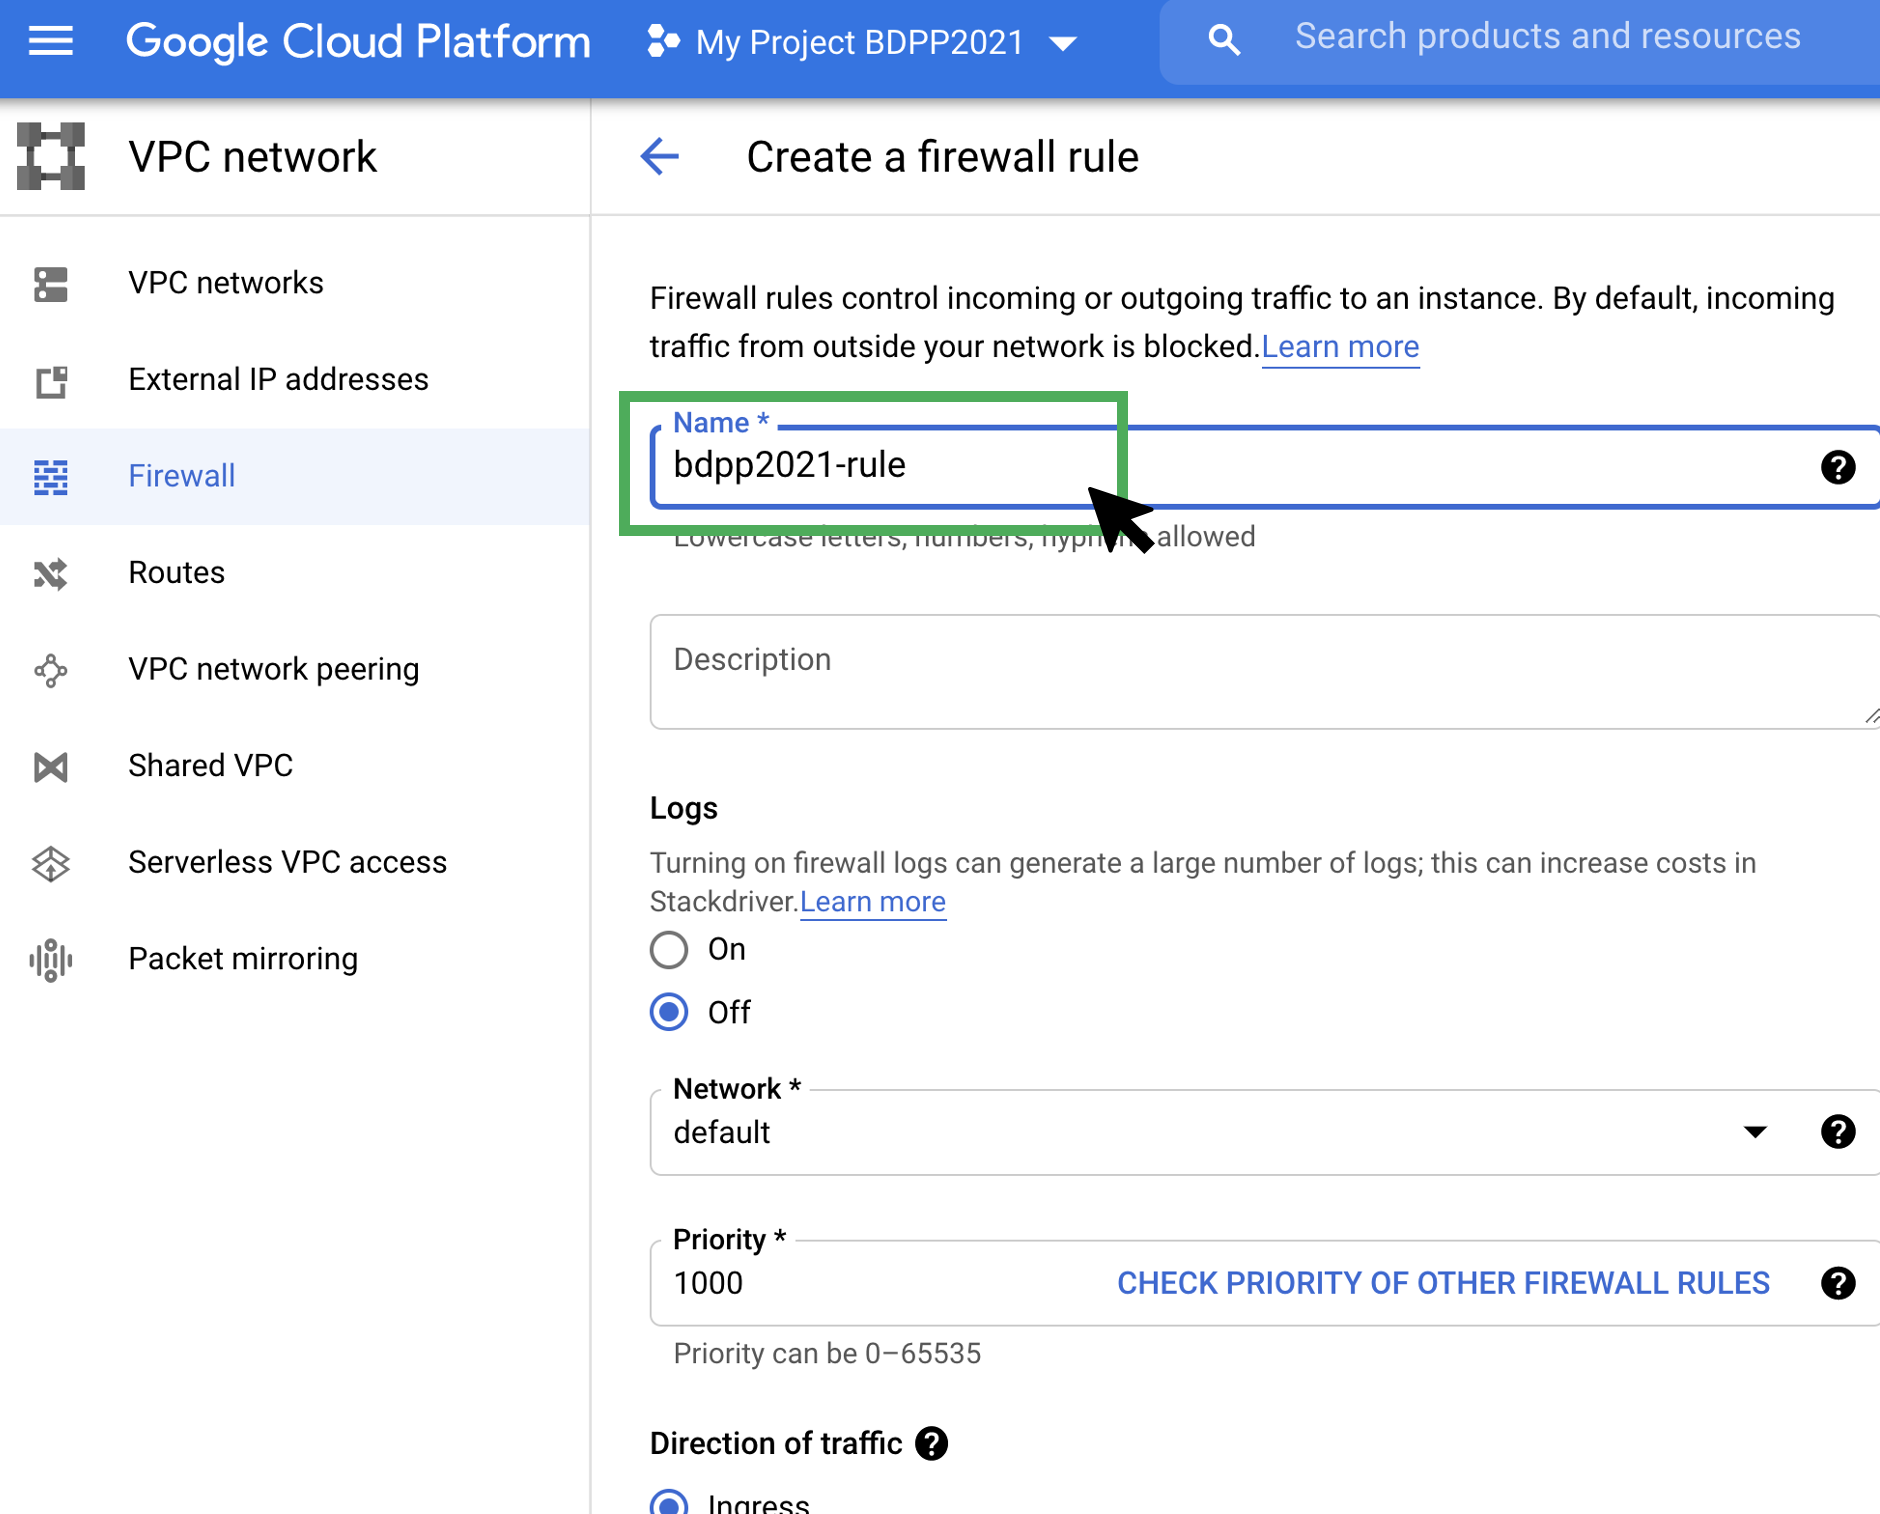 Google Cloud Platform
My Project BDPP2021
Search products and resources
VPC network
VPC networks
External IP addresses
Firewall
Routes
VPC network peering
Shared VPC
Serverless VPC access
Packet mirroring
Create a firewall rule
Firewall rules control incoming or outgoing traffic to an instance. By default, incoming
traffic from outside your network is blocked.Learn more
Name *
bdpp2021-rule
Lowercase letters, numbers, hyphens allowed
Description
Logs
Turning on firewall logs can generate a large number of logs; this can increase costs in
Stackdriver.Learn more
On
Off
Network *
default
Priority *
1000
CHECK PRIORITY OF OTHER FIREWALL RULES
Priority can be 0–65535
Direction of traffic
Ingress